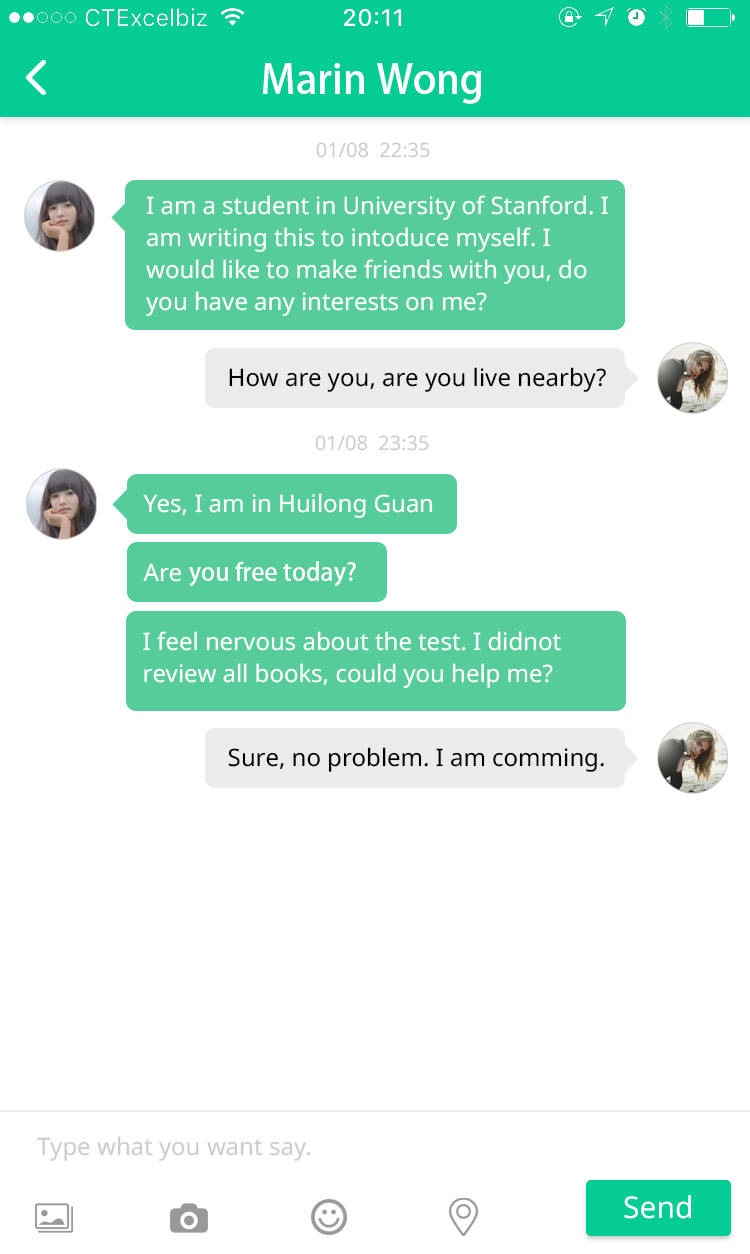 CTExcelbiz 20:11
Marin Wong
01/08 22:35
I am a student in University of Stanford. I
am writing this to intoduce myself. I
would like to make friends with you, do
you have any interests on me?
How are you, are you live nearby?
01/08 23:35
Yes, I am in Huilong Guan
Are you free today?
I feel nervous about the test. I didnot
review all books, could you help me?
Sure, no problem. I am comming.
Type what you want say.
Send